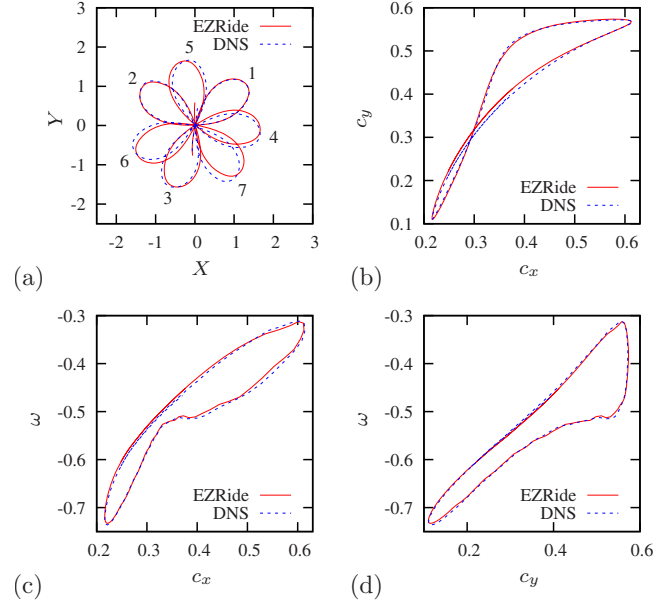 3
2
1
0
-1
-2
Y
EZRide
DNS
5
2
1
4
6
3
7
-2 -1 0 1 2 3
(a) X
0.6
0.5
0.4
0.3
0.2
0.1
c_y
EZRide
DNS
0.2 0.3 0.4 0.5 0.6
(b) c_x
-0.3
-0.4
-0.5
-0.6
-0.7
ω
EZRide
DNS
0.2 0.3 0.4 0.5 0.6
(c) c_x
-0.3
-0.4
-0.5
-0.6
-0.7
ω
EZRide
DNS
0.2 0.4 0.6
(d) c_y